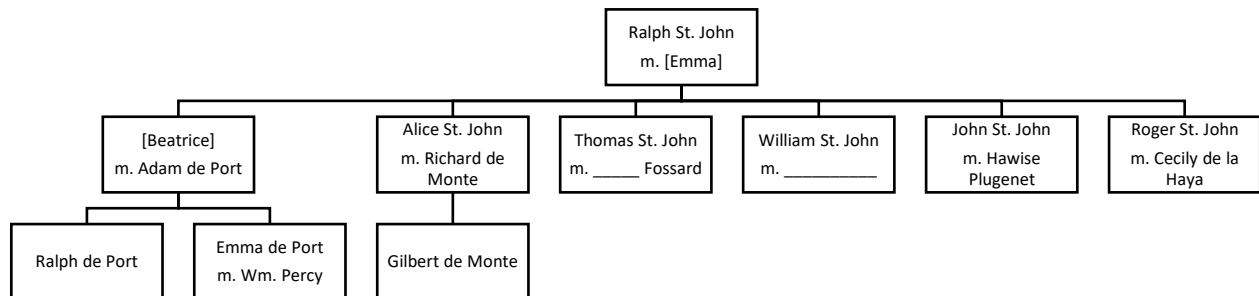 Ralph St. John
m. [Emma]
[Beatrice]
m. Adam de Port
Alice St. John
m. Richard de
Monte
Thomas St. John
m. _____ Fossard
William St. John
m. __________
John St. John
m. Hawise
Plugenet
Roger St. John
m. Cecily de la
Haya
Ralph de Port
Emma de Port
m. Wm. Percy
Gilbert de Monte